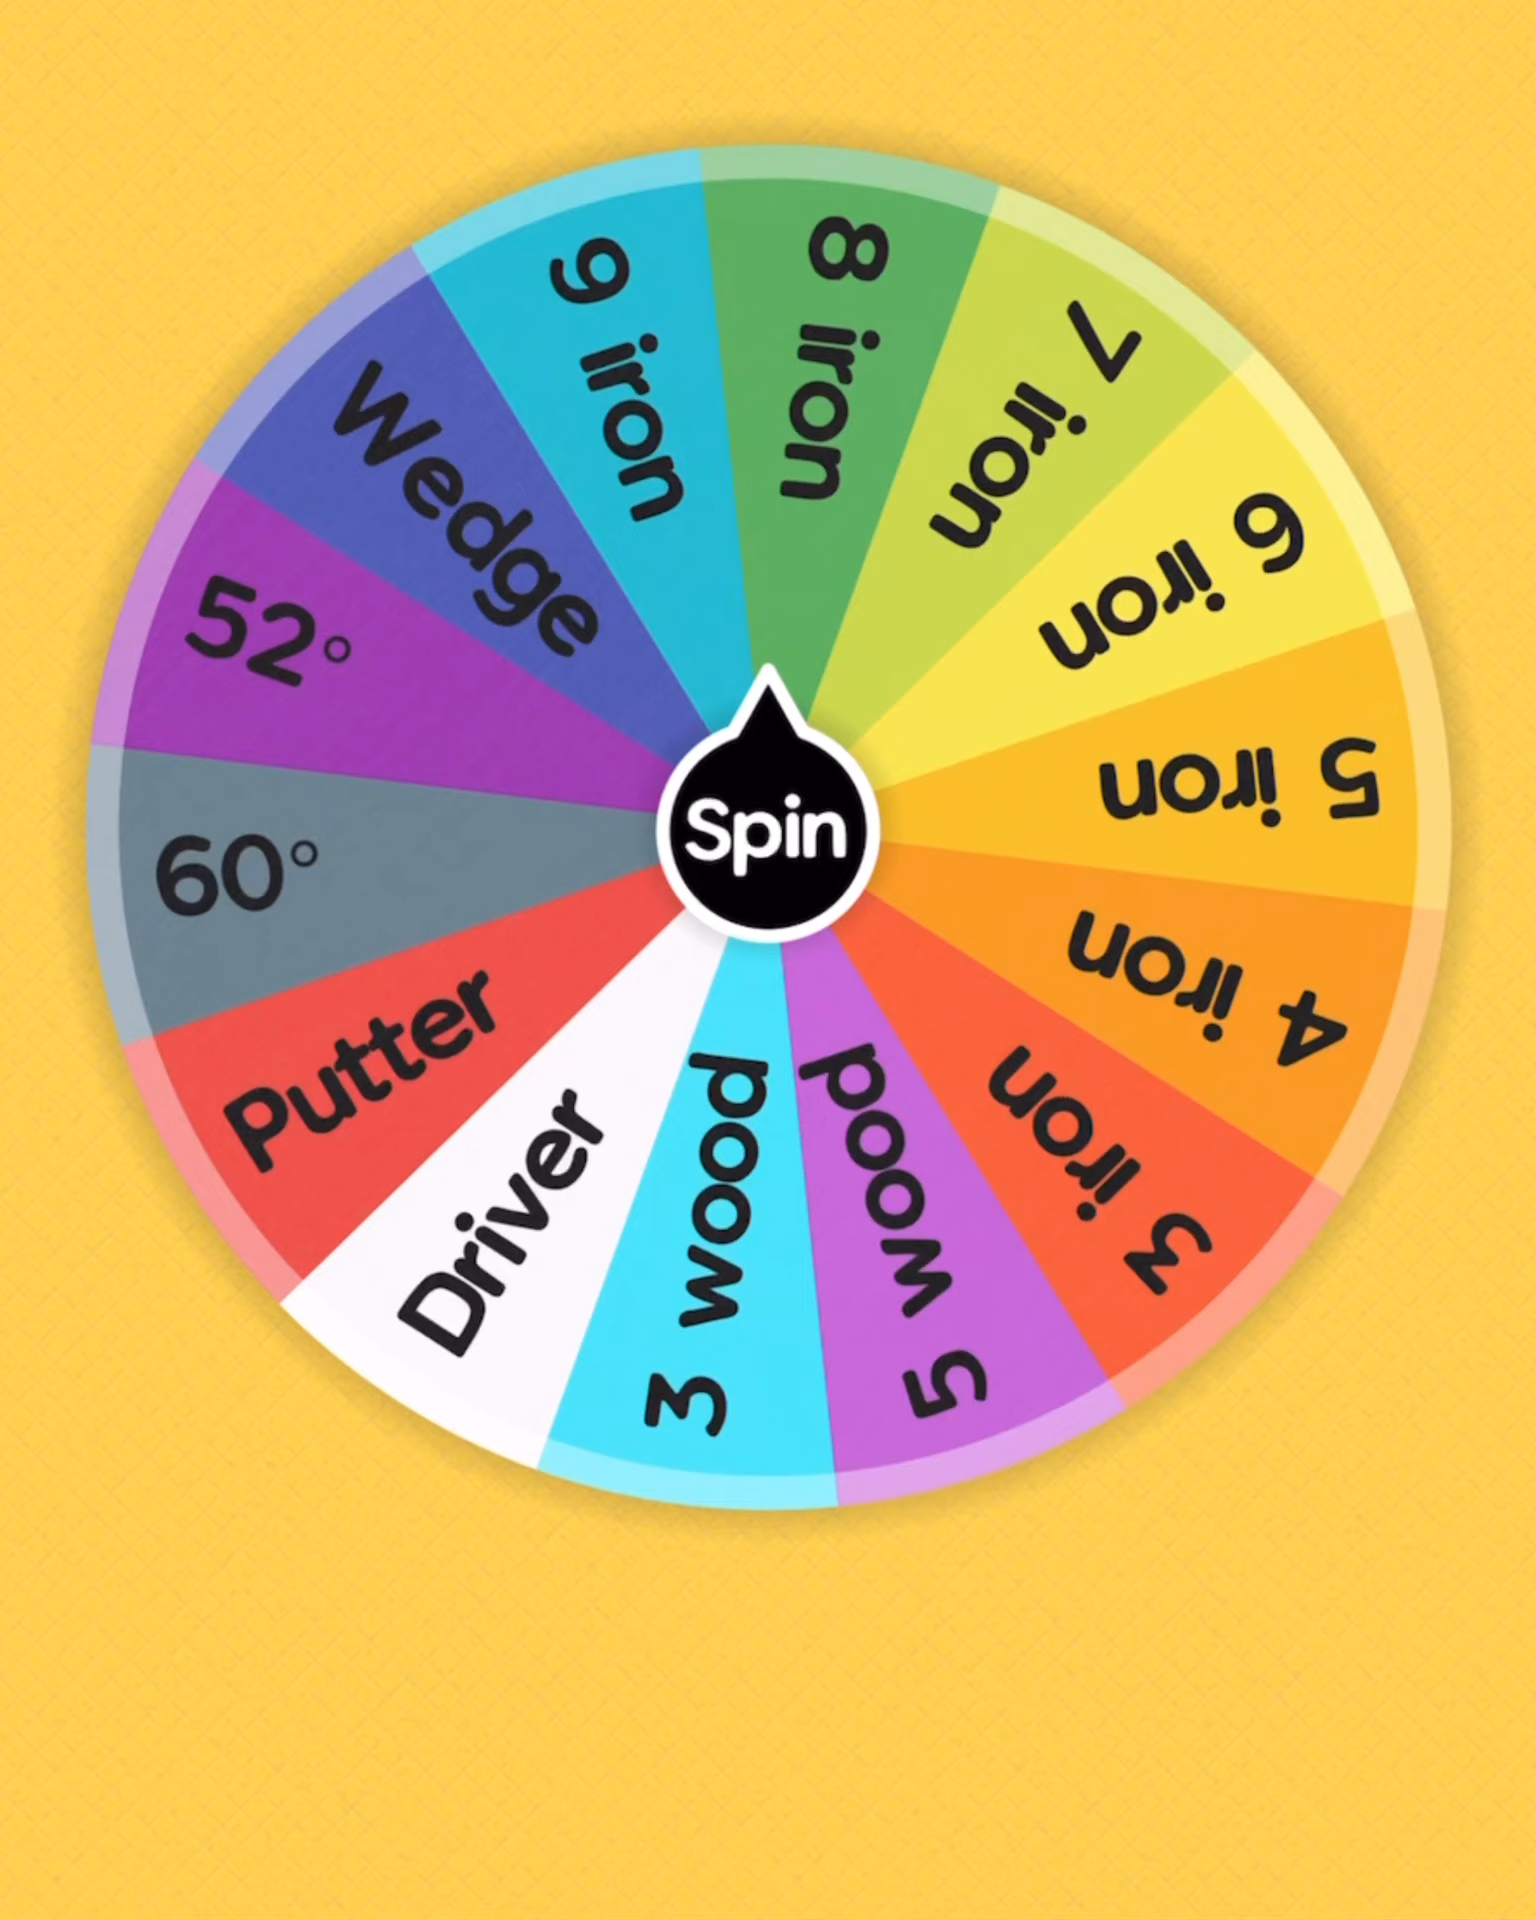 8 iron
7 iron
6 iron
5 iron
4 iron
3 iron
5 wood
3 wood
Driver
Putter
60°
52°
Wedge
9 iron
Spin